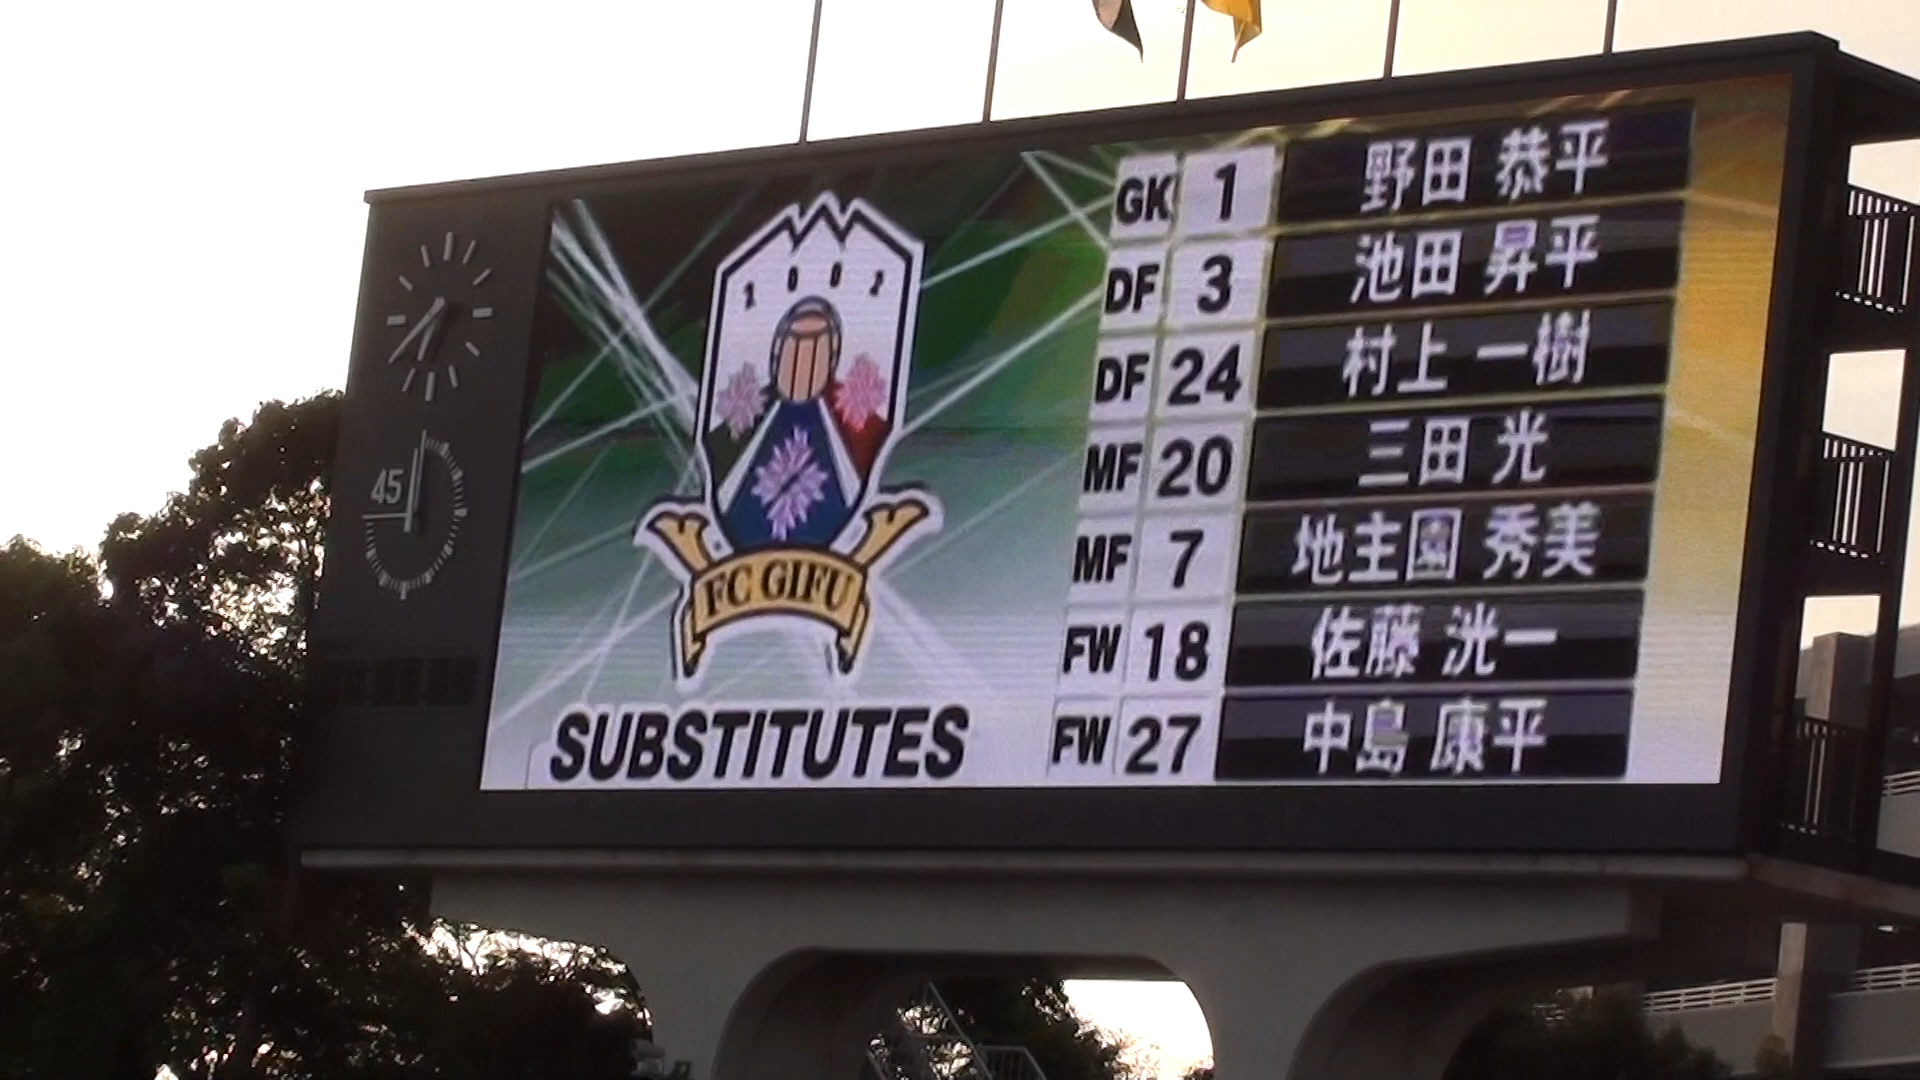 45
1002
FC GIFU
SUBSTITUTES
GK 1 野田 恭平
DF 3 池田 昇平
DF 24 村上 一樹
MF 20 三田 光
MF 7 地主園 秀美
FW 18 佐藤 洸一
FW 27 中島 康平